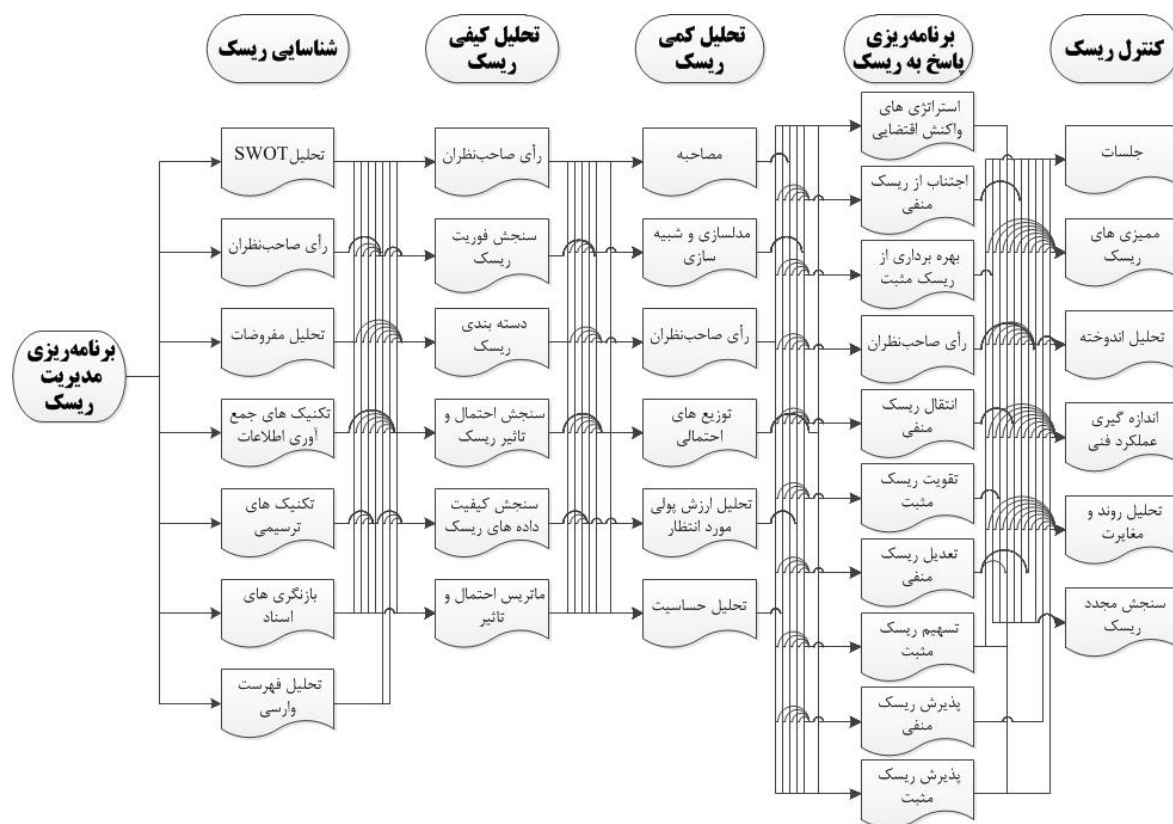 شناسایی ریسک
تحلیل کیفی
ریسک
تحلیل کمی
ریسک
برنامه‌ریزی
پاسخ به ریسک
کنترل ریسک
برنامه‌ریزی
مدیریت
ریسک
تحلیل SWOT
رأی صاحب‌نظران
تحلیل مفروضات
تکنیک های جمع
آوری اطلاعات
تکنیک های
ترسیمی
بازنگری های
اسناد
تحلیل فهرست
وارسی
رأی صاحب‌نظران
سنجش فوریت
ریسک
دسته بندی
ریسک
سنجش احتمال و
تاثیر ریسک
سنجش کیفیت
داده های ریسک
ماتریس احتمال و
تاثیر
مصاحبه
مدلسازی و شبیه
سازی
رأی صاحب‌نظران
توزیع های
احتمالی
تحلیل ارزش پولی
مورد انتظار
تحلیل حساسیت
استراتژی های
واکنش اقتضایی
اجتناب از ریسک
منفی
بهره برداری از
ریسک مثبت
رأی صاحب‌نظران
انتقال ریسک
منفی
تقویت ریسک
مثبت
تعدیل ریسک
منفی
تسهیم ریسک
مثبت
پذیرش ریسک
منفی
پذیرش ریسک
مثبت
جلسات
ممیزی های
ریسک
تحلیل اندوخته
اندازه گیری
عملکرد فنی
تحلیل روند و
مغایرت
سنجش مجدد
ریسک